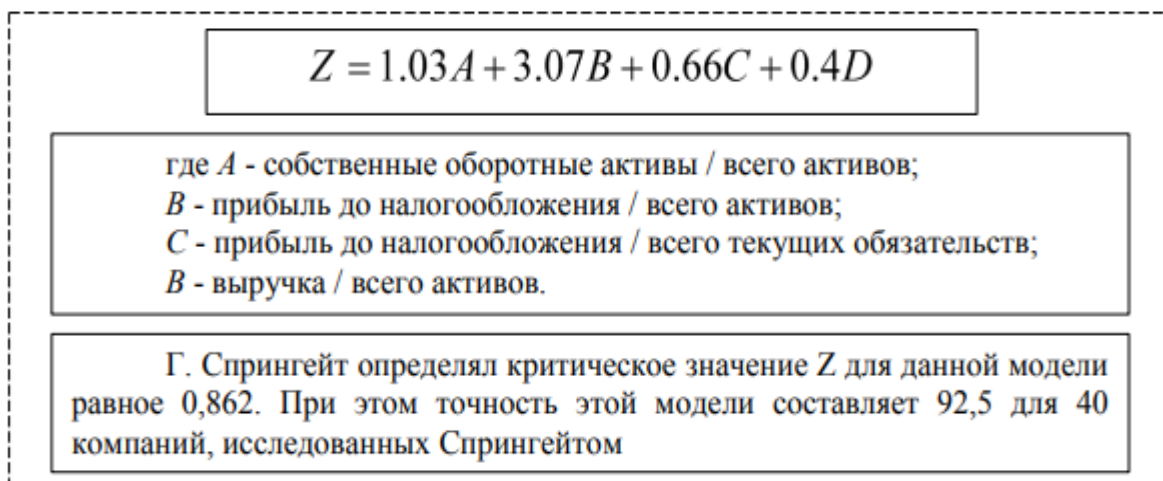 Z = 1.03A + 3.07B + 0.66C + 0.4D
где A - собственные оборотные активы / всего активов;
B - прибыль до налогообложения / всего активов;
C - прибыль до налогообложения / всего текущих обязательств;
B - выручка / всего активов.
Г. Спрингейт определял критическое значение Z для данной модели
равное 0,862. При этом точность этой модели составляет 92,5 для 40
компаний, исследованных Спрингейтом